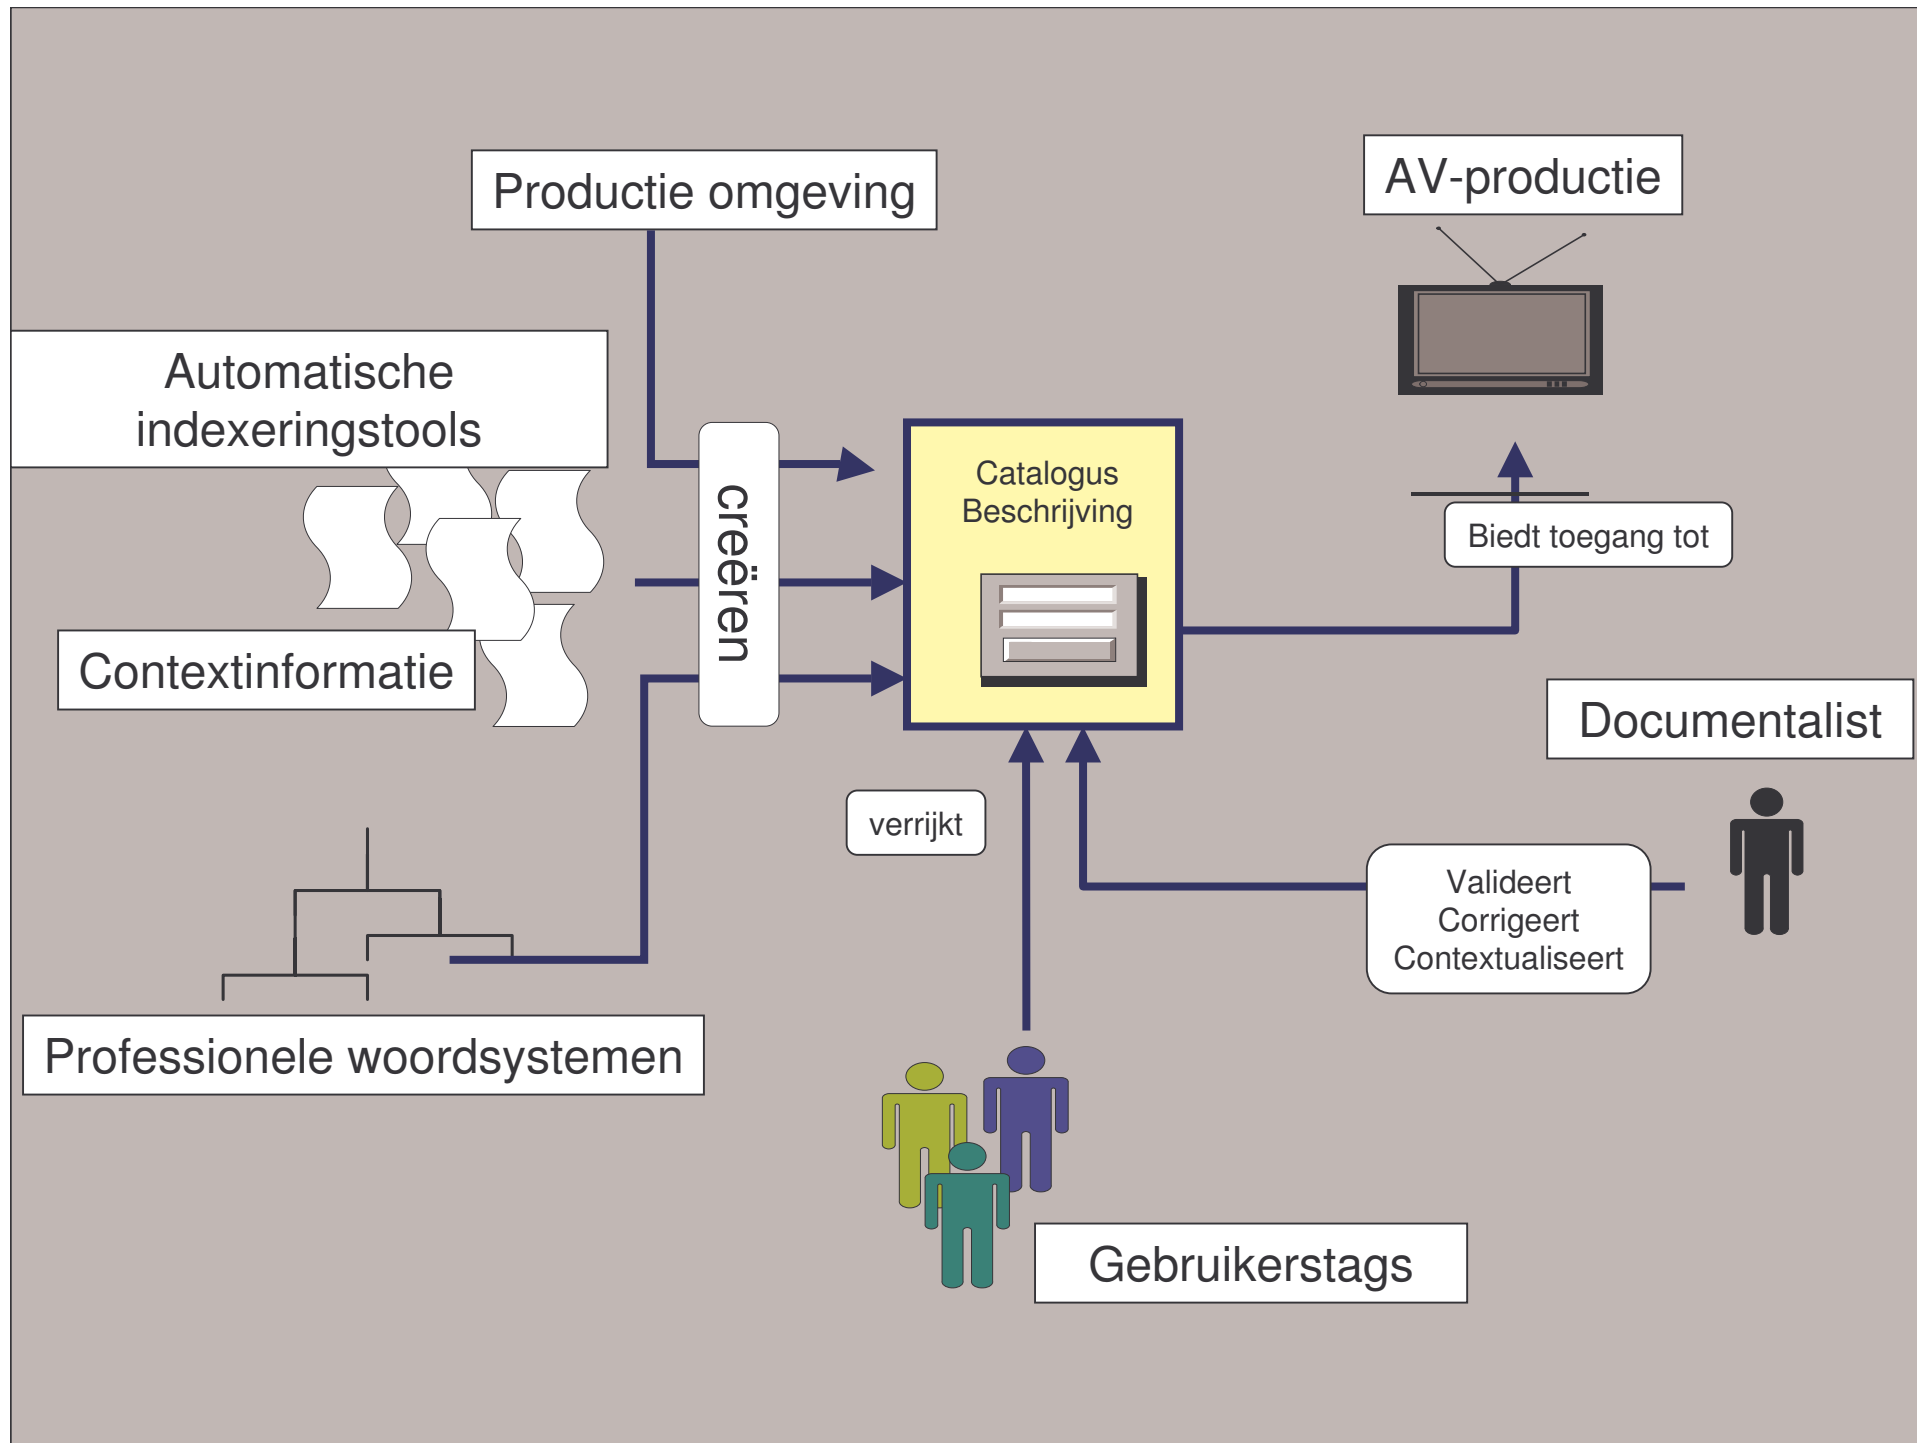 Productie omgeving
AV-productie
Automatische
indexeringstools
creëren
Catalogus
Beschrijving
Biedt toegang tot
Contextinformatie
Documentalist
verrijkt
Valideert
Corrigeert
Contextualiseert
Professionele woordsystemen
Gebruikerstags